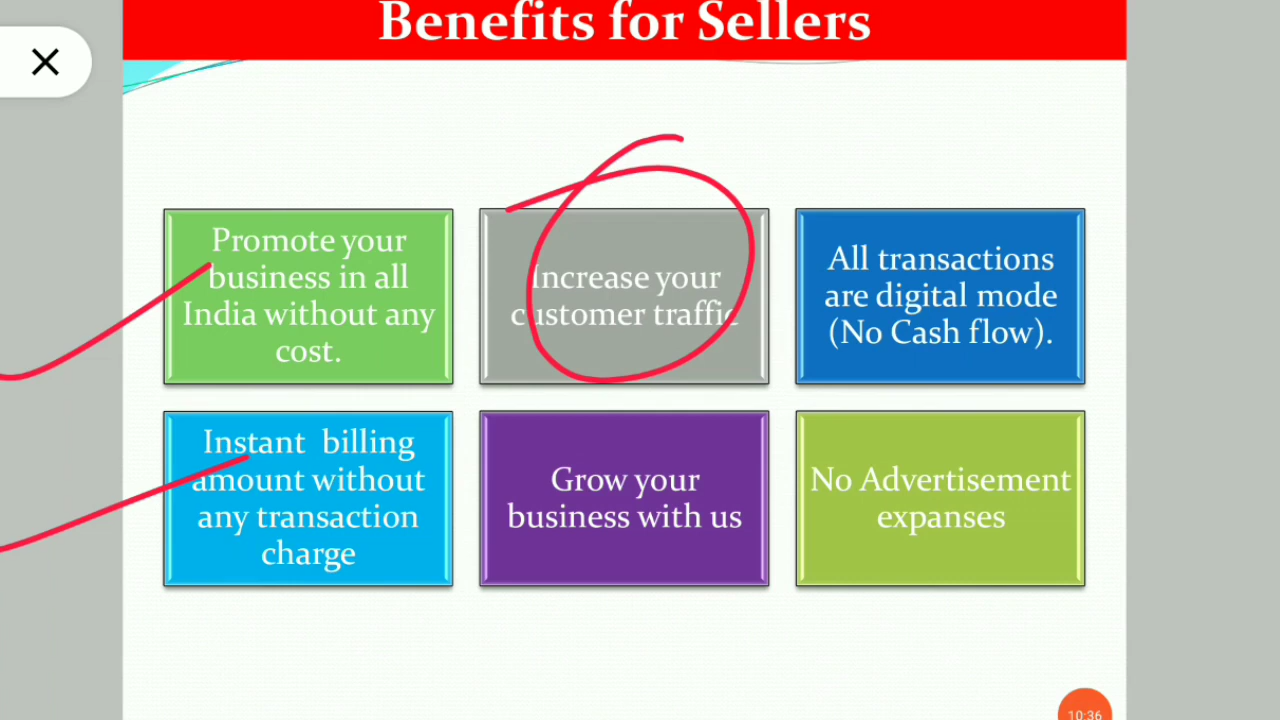 Benefits for Sellers
Promote your
business in all
India without any
cost.
Increase your
customer traffic
All transactions
are digital mode
(No Cash flow).
Instant billing
amount without
any transaction
charge
Grow your
business with us
No Advertisement
expanses
10:36